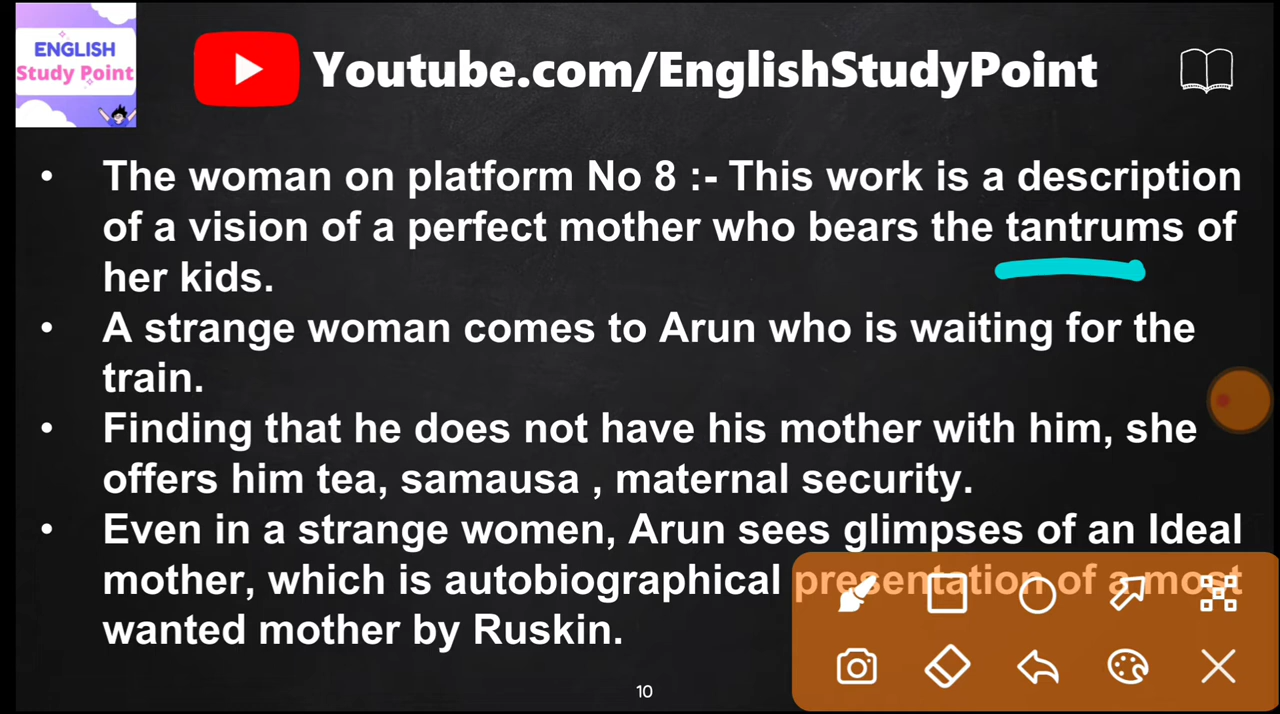 ENGLISH
Study Point
Youtube.com/EnglishStudyPoint
• The woman on platform No 8 :- This work is a description
of a vision of a perfect mother who bears the tantrums of
her kids.
• A strange woman comes to Arun who is waiting for the
train.
• Finding that he does not have his mother with him, she
offers him tea, samausa , maternal security.
• Even in a strange women, Arun sees glimpses of an Ideal
mother, which is autobiographical presentation of a most
wanted mother by Ruskin.
10